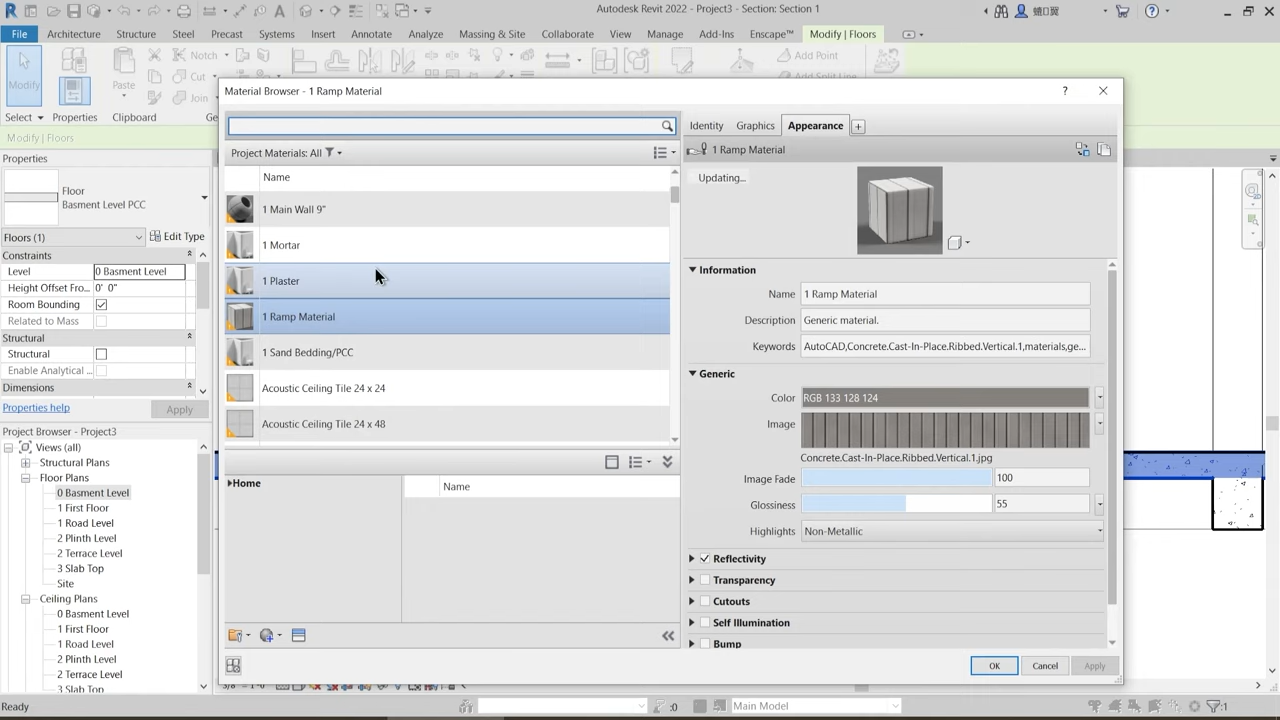 Autodesk Revit 2022 - Project3 - Section: Section 1
File Architecture Structure Steel Precast Systems Insert Annotate Analyze Massing & Site Collaborate View Manage Add-Ins Enscape™ Modify | Floors
Modify
Notch
Cut
Join
Paste
Add Point
Add Split Line
Select Properties Clipboard
Modify | Floors
Properties
Floor
Basment Level PCC
Floors (1)
Edit Type
Constraints
Level 0 Basment Level
Height Offset Fro... 0' 0"
Room Bounding
Related to Mass
Structural
Structural
Enable Analytical ...
Dimensions
Properties help
Apply
Project Browser - Project3
Views (all)
Structural Plans
Floor Plans
0 Basment Level
1 First Floor
1 Road Level
2 Plinth Level
2 Terrace Level
3 Slab Top
Site
Ceiling Plans
0 Basment Level
1 First Floor
1 Road Level
2 Plinth Level
2 Terrace Level
3 Slab Top
Material Browser - 1 Ramp Material
?
Project Materials: All
Name
1 Main Wall 9"
1 Mortar
1 Plaster
1 Ramp Material
1 Sand Bedding/PCC
Acoustic Ceiling Tile 24 x 24
Acoustic Ceiling Tile 24 x 48
Home
Name
Identity Graphics Appearance +
1 Ramp Material
Updating...
Information
Name 1 Ramp Material
Description Generic material.
Keywords AutoCAD,Concrete.Cast-In-Place.Ribbed.Vertical.1,materials,ge...
Generic
Color RGB 133 128 124
Image
Concrete.Cast-In-Place.Ribbed.Vertical.1.jpg
Image Fade 100
Glossiness 55
Highlights Non-Metallic
Reflectivity
Transparency
Cutouts
Self Illumination
Bump
OK Cancel Apply
Ready
:0
Main Model
:1